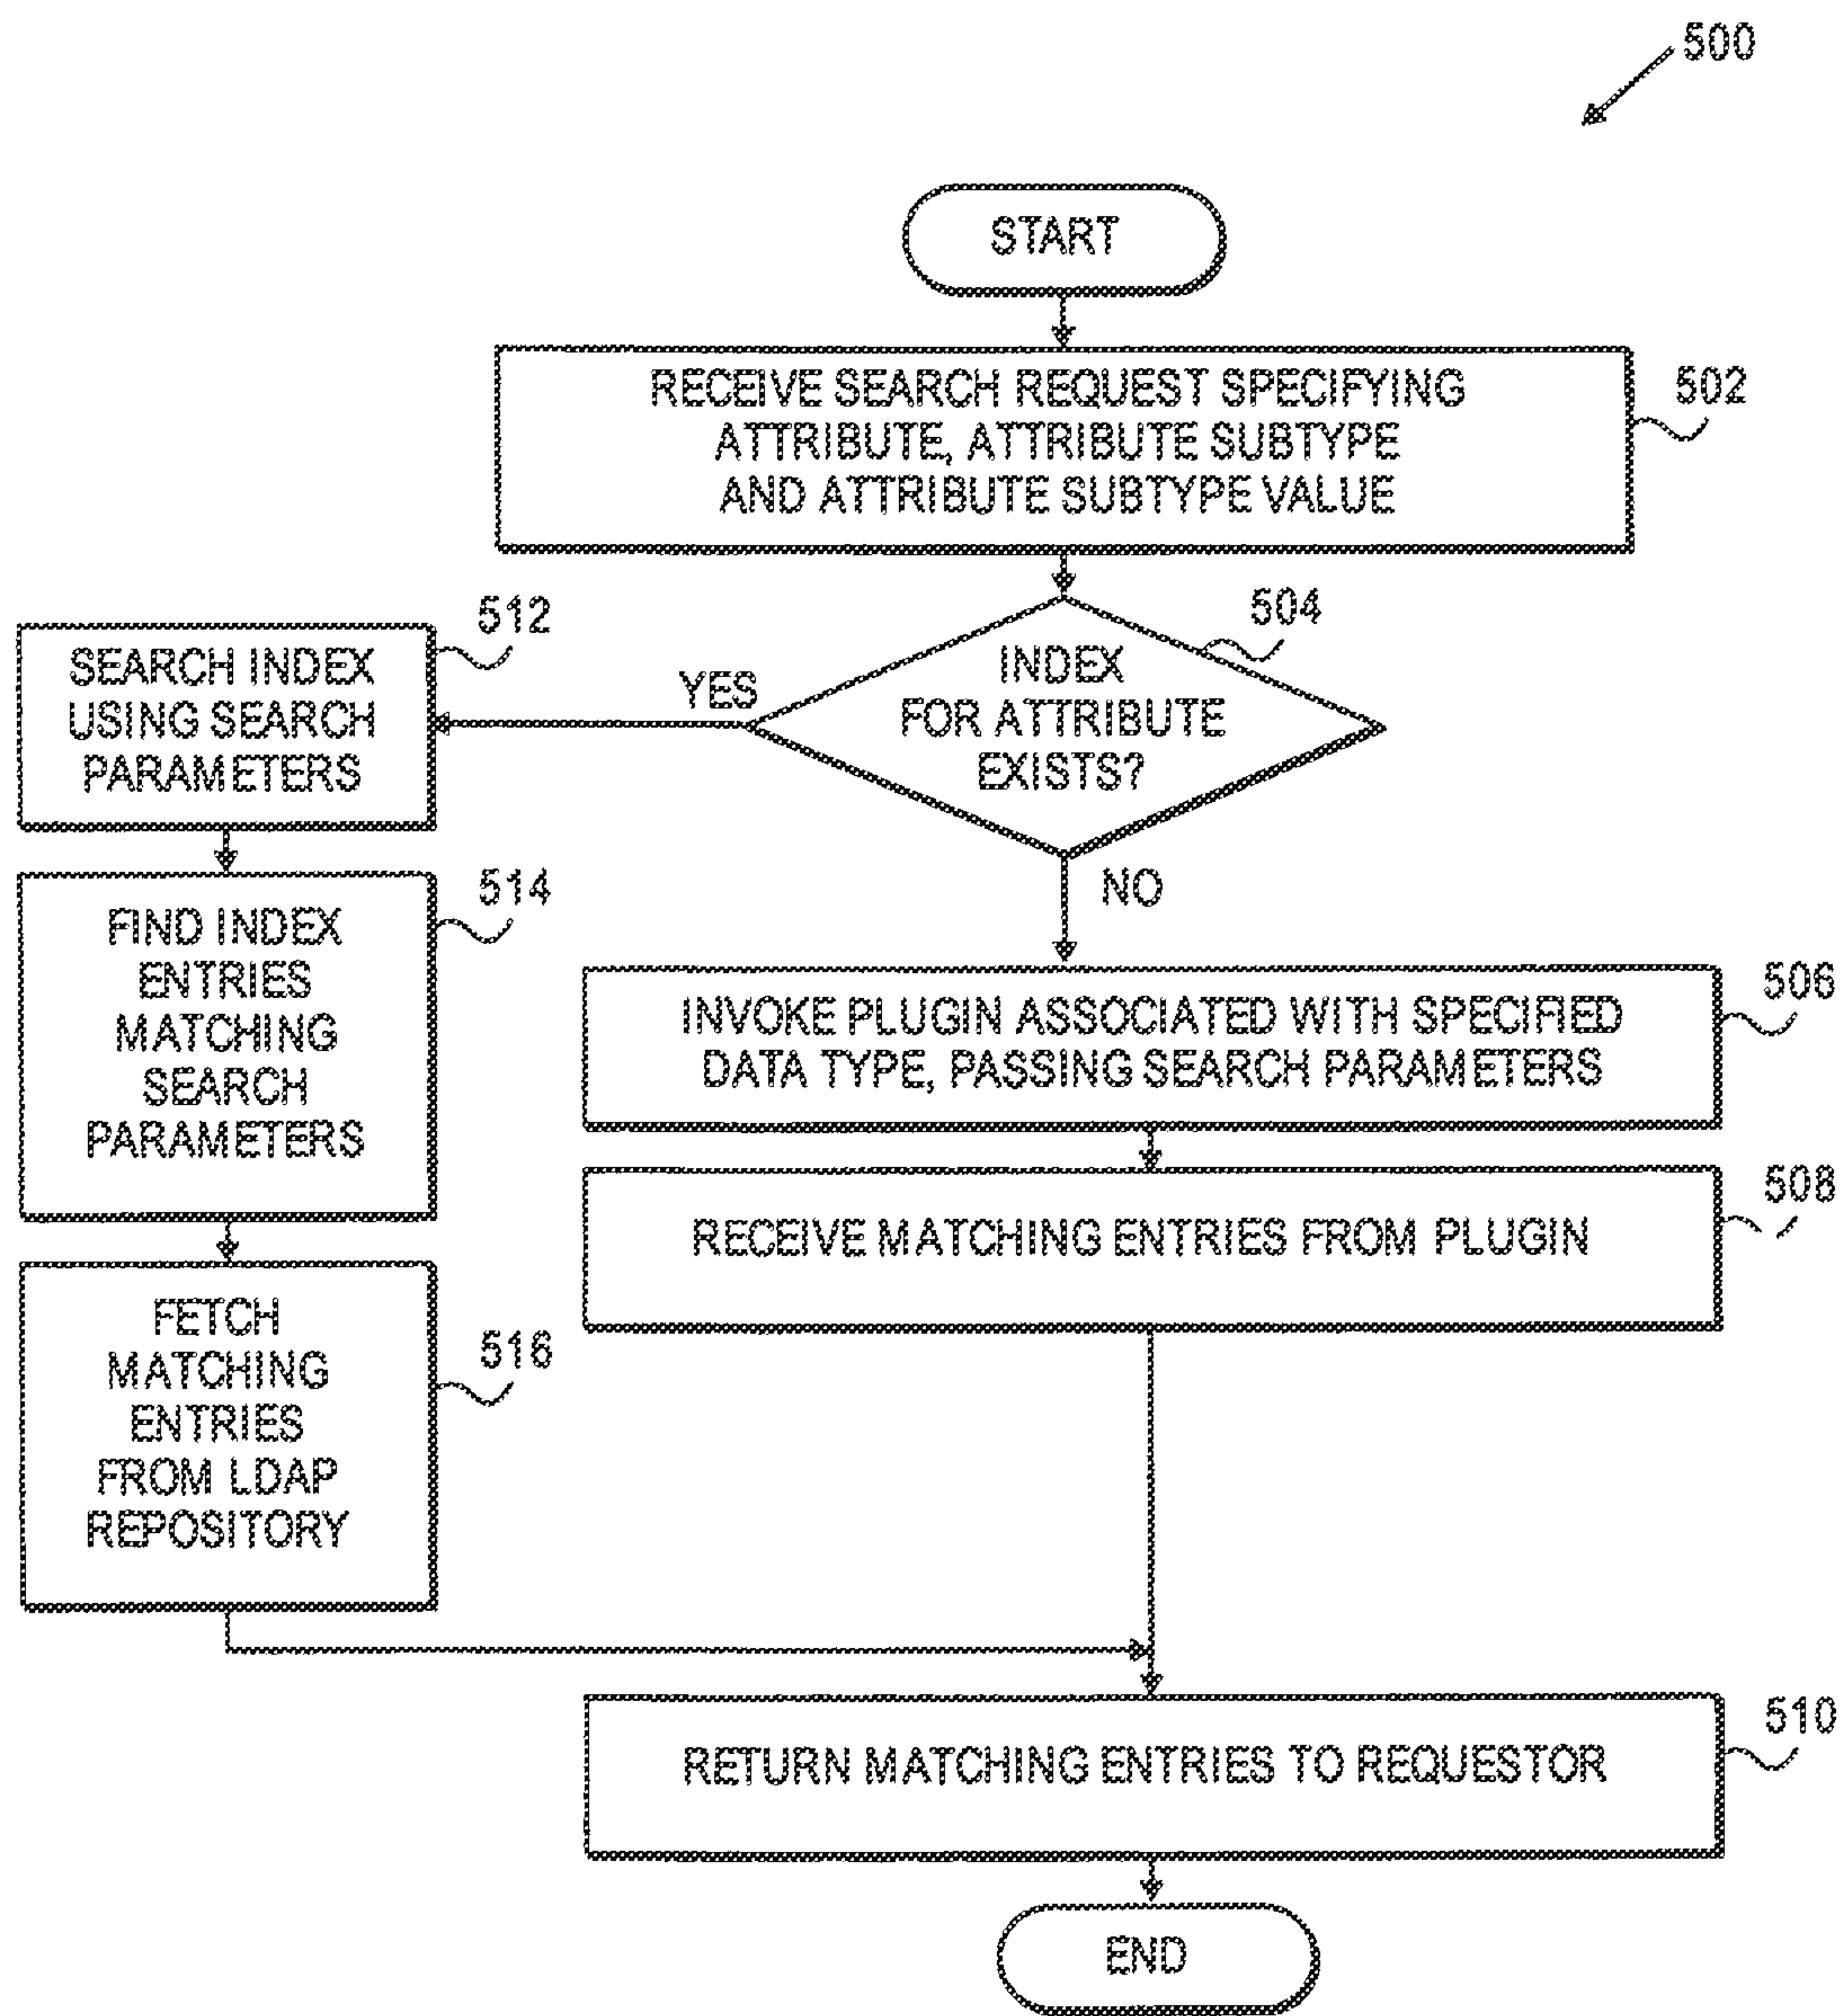 500
START
RECEIVE SEARCH REQUEST SPECIFYING
ATTRIBUTE, ATTRIBUTE SUBTYPE
AND ATTRIBUTE SUBTYPE VALUE
502
504
INDEX
FOR ATTRIBUTE
EXISTS?
YES
NO
512
SEARCH INDEX
USING SEARCH
PARAMETERS
514
FIND INDEX
ENTRIES
MATCHING
SEARCH
PARAMETERS
516
FETCH
MATCHING
ENTRIES
FROM LDAP
REPOSITORY
506
INVOKE PLUGIN ASSOCIATED WITH SPECIFIED
DATA TYPE, PASSING SEARCH PARAMETERS
508
RECEIVE MATCHING ENTRIES FROM PLUGIN
510
RETURN MATCHING ENTRIES TO REQUESTOR
END